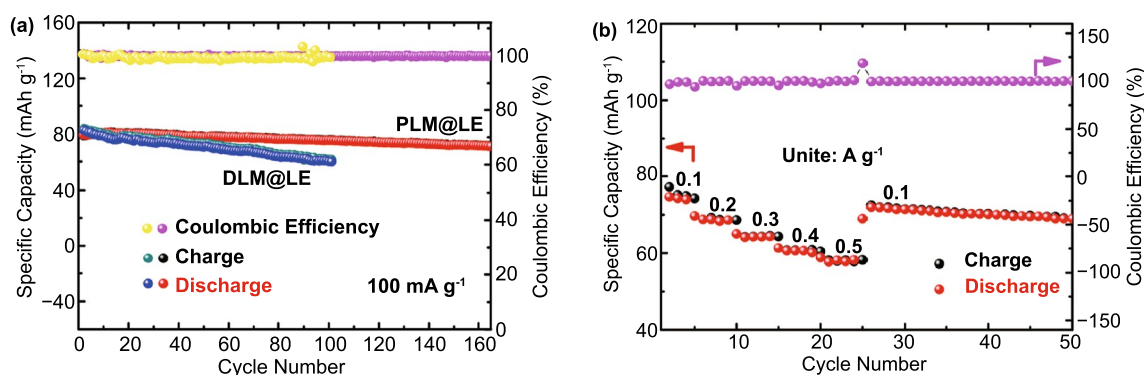 (a)
160
120
80
40
0
−40
Specific Capacity (mAh g-1)
100
80
60
40
20
0
Coulombic Efficiency (%)
PLM@LE
DLM@LE
Coulombic Efficiency
Charge
Discharge
100 mA g-1
0 20 40 60 80 100 120 140 160
Cycle Number
(b)
120
100
80
60
40
Specific Capacity (mAh g-1)
150
100
50
0
−50
−100
−150
Coulombic Efficiency (%)
Unite: A g-1
0.1
0.2
0.3
0.4
0.5
0.1
Charge
Discharge
10 20 30 40 50
Cycle Number